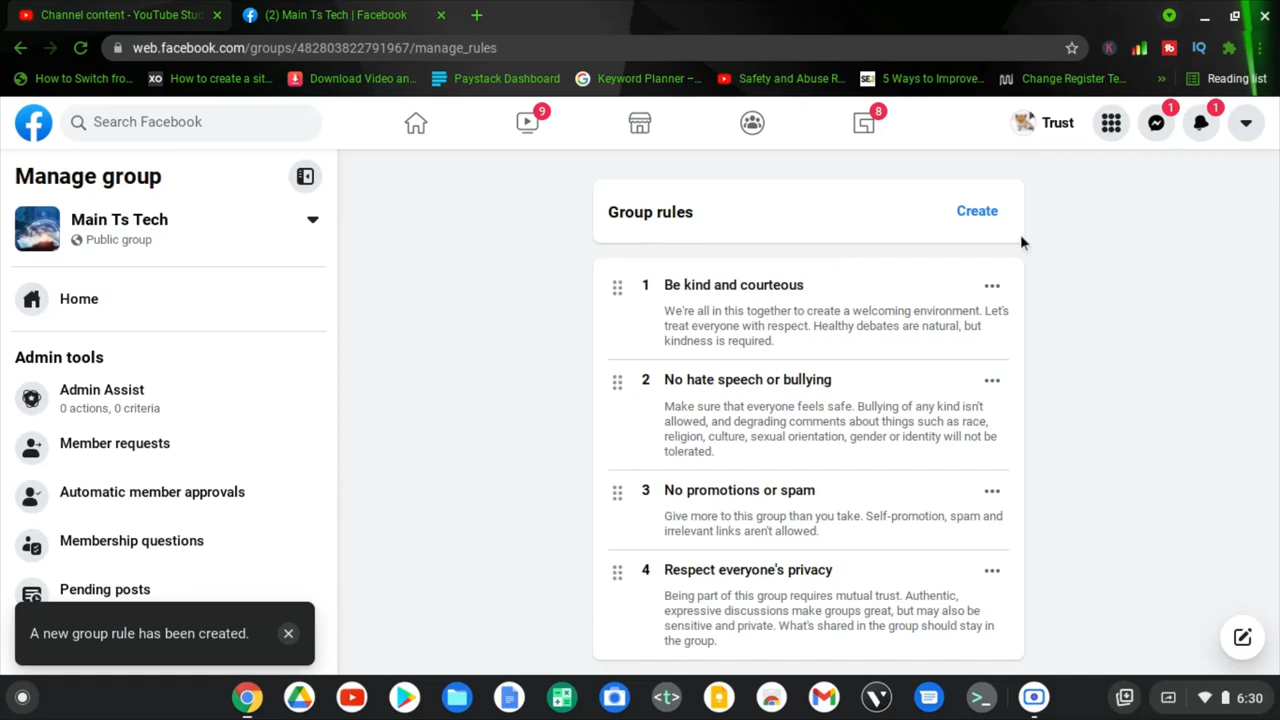 Channel content - YouTube Stud
(2) Main Ts Tech | Facebook
web.facebook.com/groups/482803822791967/manage_rules
How to Switch fro...
XO How to create a sit...
Download Video an...
Paystack Dashboard
Keyword Planner –...
Safety and Abuse R...
SEJ 5 Ways to Improve...
Change Register Te...
»
Reading list
Search Facebook
9
8
Trust
1
1
Manage group
Main Ts Tech
Public group
Home
Admin tools
Admin Assist
0 actions, 0 criteria
Member requests
Automatic member approvals
Membership questions
Pending posts
A new group rule has been created.
Group rules
Create
1 Be kind and courteous
We're all in this together to create a welcoming environment. Let's
treat everyone with respect. Healthy debates are natural, but
kindness is required.
2 No hate speech or bullying
Make sure that everyone feels safe. Bullying of any kind isn't
allowed, and degrading comments about things such as race,
religion, culture, sexual orientation, gender or identity will not be
tolerated.
3 No promotions or spam
Give more to this group than you take. Self-promotion, spam and
irrelevant links aren't allowed.
4 Respect everyone's privacy
Being part of this group requires mutual trust. Authentic,
expressive discussions make groups great, but may also be
sensitive and private. What's shared in the group should stay in
the group.
6:30